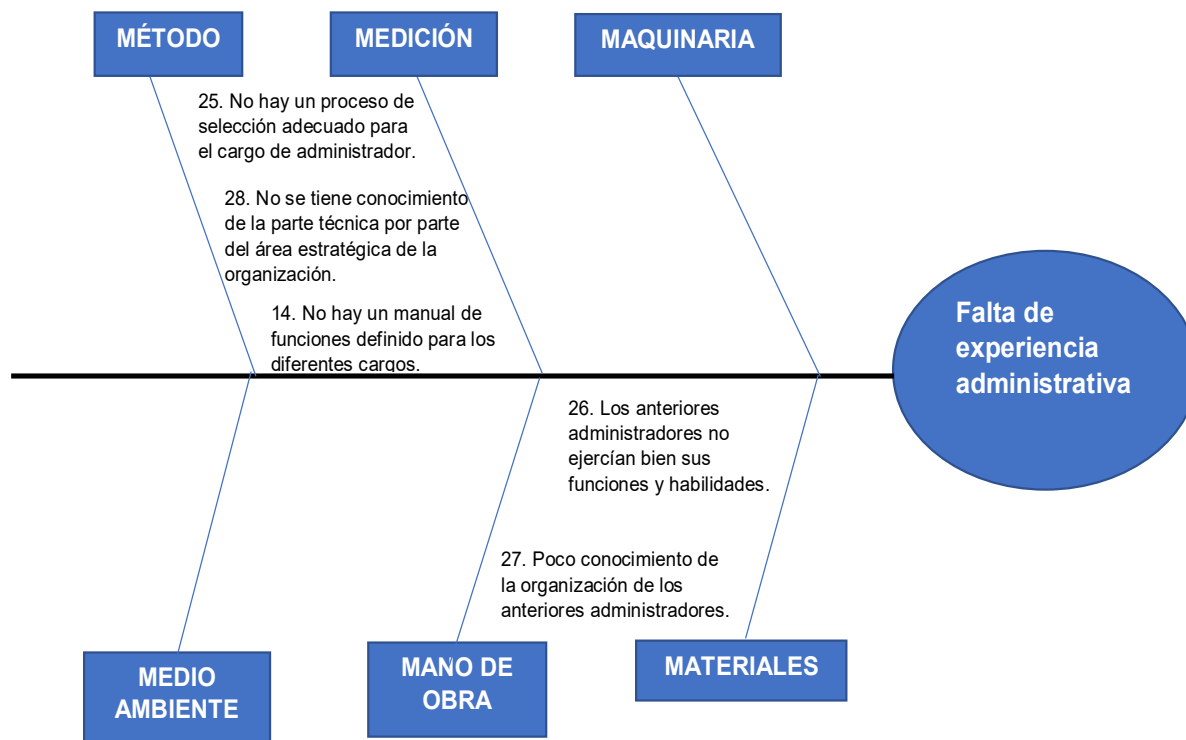 MÉTODO
MEDICIÓN
MAQUINARIA
25. No hay un proceso de
selección adecuado para
el cargo de administrador.
28. No se tiene conocimiento
de la parte técnica por parte
del área estratégica de la
organización.
14. No hay un manual de
funciones definido para los
diferentes cargos.
Falta de
experiencia
administrativa
26. Los anteriores
administradores no
ejercían bien sus
funciones y habilidades.
27. Poco conocimiento de
la organización de los
anteriores administradores.
MEDIO
AMBIENTE
MANO DE
OBRA
MATERIALES